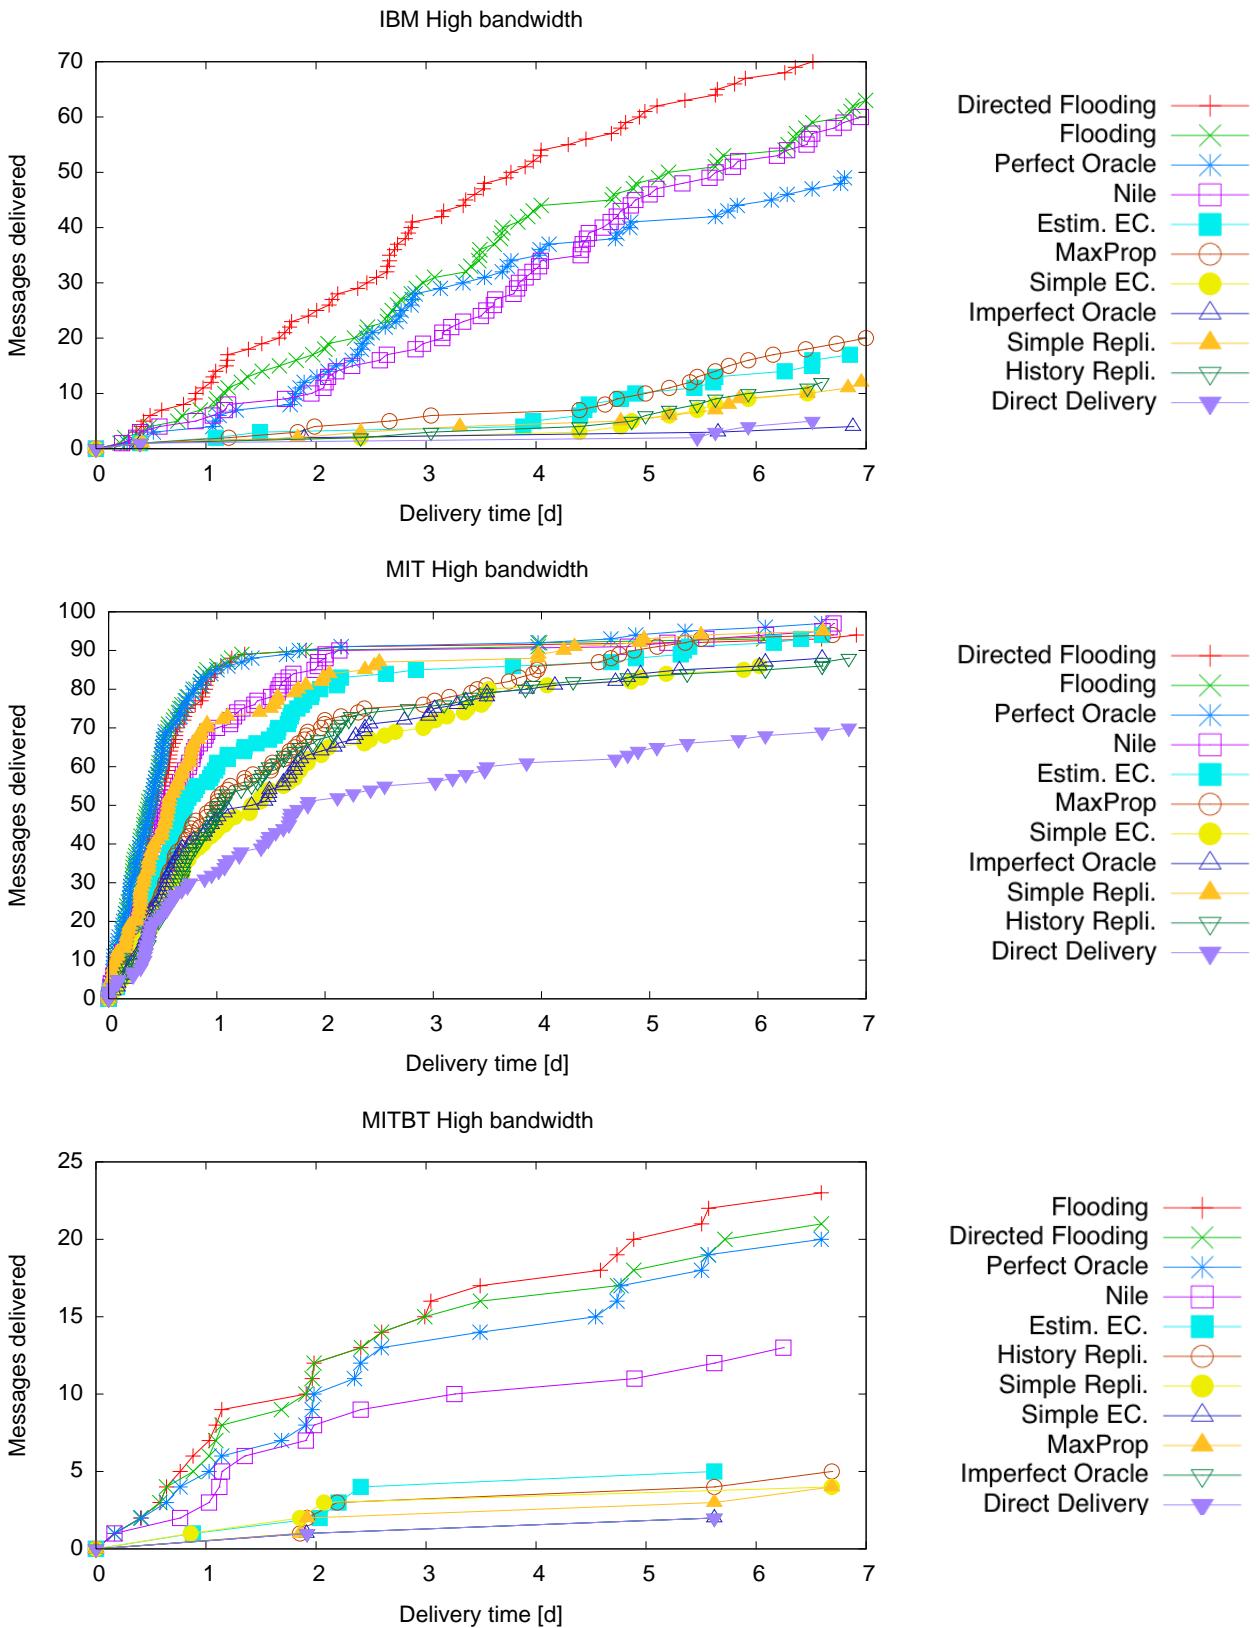 IBM High bandwidth
Messages delivered
70
60
50
40
30
20
10
0
0 1 2 3 4 5 6 7
Delivery time [d]
Directed Flooding
Flooding
Perfect Oracle
Nile
Estim. EC.
MaxProp
Simple EC.
Imperfect Oracle
Simple Repli.
History Repli.
Direct Delivery
MIT High bandwidth
Messages delivered
100
90
80
70
60
50
40
30
20
10
0
0 1 2 3 4 5 6 7
Delivery time [d]
Directed Flooding
Flooding
Perfect Oracle
Nile
Estim. EC.
MaxProp
Simple EC.
Imperfect Oracle
Simple Repli.
History Repli.
Direct Delivery
MITBT High bandwidth
Messages delivered
25
20
15
10
5
0
0 1 2 3 4 5 6 7
Delivery time [d]
Flooding
Directed Flooding
Perfect Oracle
Nile
Estim. EC.
History Repli.
Simple Repli.
Simple EC.
MaxProp
Imperfect Oracle
Direct Delivery